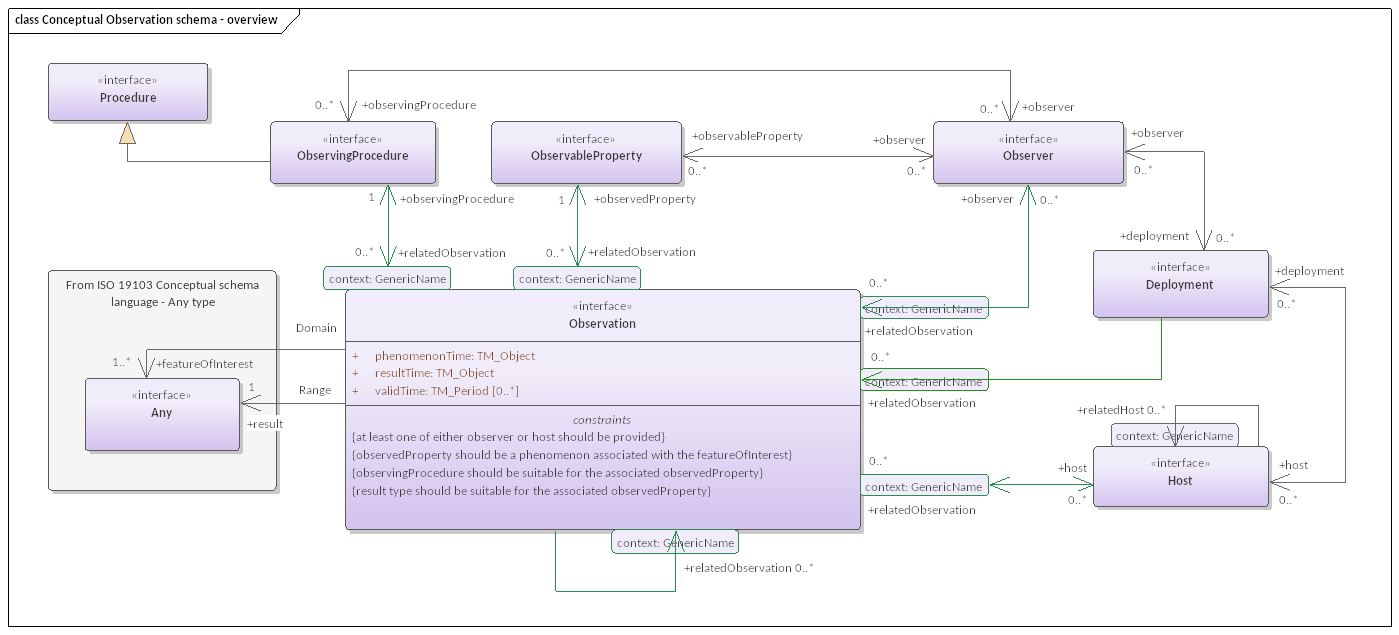 class Conceptual Observation schema - overview
«interface»
Procedure
0..*
+observingProcedure
0..*
+observer
«interface»
ObservingProcedure
«interface»
ObservableProperty
+observableProperty
0..*
+observer
0..*
«interface»
Observer
+observer
0..*
1
+observingProcedure
1
+observedProperty
+observer
0..*
+deployment
0..*
0..*
+relatedObservation
0..*
+relatedObservation
context: GenericName
context: GenericName
«interface»
Deployment
+deployment
0..*
From ISO 19103 Conceptual schema
language - Any type
«interface»
Observation
0..*
context: GenericName
+relatedObservation
Domain
1..*
+featureOfInterest
+ phenomenonTime: TM_Object
+ resultTime: TM_Object
+ validTime: TM_Period [0..*]
0..*
context: GenericName
+relatedObservation
«interface»
Any
1
Range
+result
constraints
{at least one of either observer or host should be provided}
{observedProperty should be a phenomenon associated with the featureOfInterest}
{observingProcedure should be suitable for the associated observedProperty}
{result type should be suitable for the associated observedProperty}
+relatedHost 0..*
context: GenericName
0..*
context: GenericName
+relatedObservation
+host
0..*
«interface»
Host
+host
0..*
context: GenericName
+relatedObservation 0..*